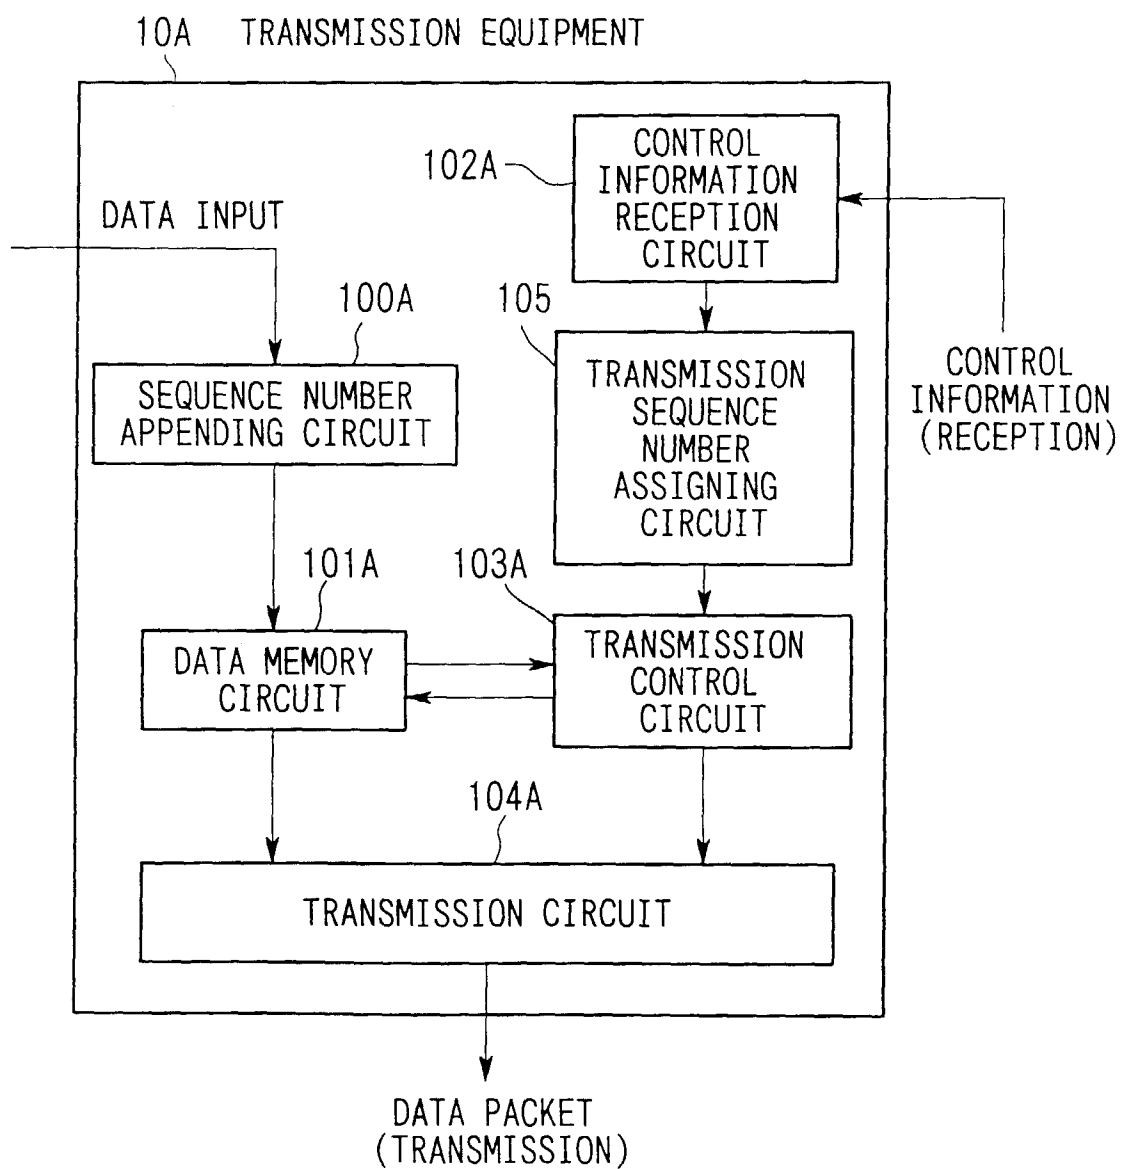 10A TRANSMISSION EQUIPMENT
102A
CONTROL
INFORMATION
RECEPTION
CIRCUIT
DATA INPUT
100A
105
SEQUENCE NUMBER
APPENDING CIRCUIT
TRANSMISSION
SEQUENCE
NUMBER
ASSIGNING
CIRCUIT
CONTROL
INFORMATION
(RECEPTION)
101A
103A
DATA MEMORY
CIRCUIT
TRANSMISSION
CONTROL
CIRCUIT
104A
TRANSMISSION CIRCUIT
DATA PACKET
(TRANSMISSION)